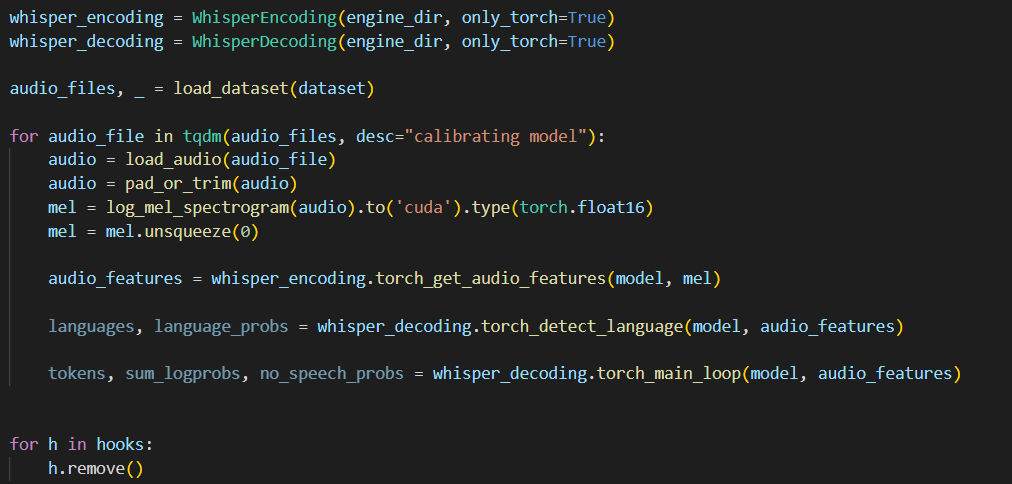 whisper_encoding = WhisperEncoding(engine_dir, only_torch=True)
whisper_decoding = WhisperDecoding(engine_dir, only_torch=True)
audio_files, _ = load_dataset(dataset)
for audio_file in tqdm(audio_files, desc="calibrating model"):
    audio = load_audio(audio_file)
    audio = pad_or_trim(audio)
    mel = log_mel_spectrogram(audio).to('cuda').type(torch.float16)
    mel = mel.unsqueeze(0)
    audio_features = whisper_encoding.torch_get_audio_features(model, mel)
    languages, language_probs = whisper_decoding.torch_detect_language(model, audio_features)
    tokens, sum_logprobs, no_speech_probs = whisper_decoding.torch_main_loop(model, audio_features)
for h in hooks:
    h.remove()